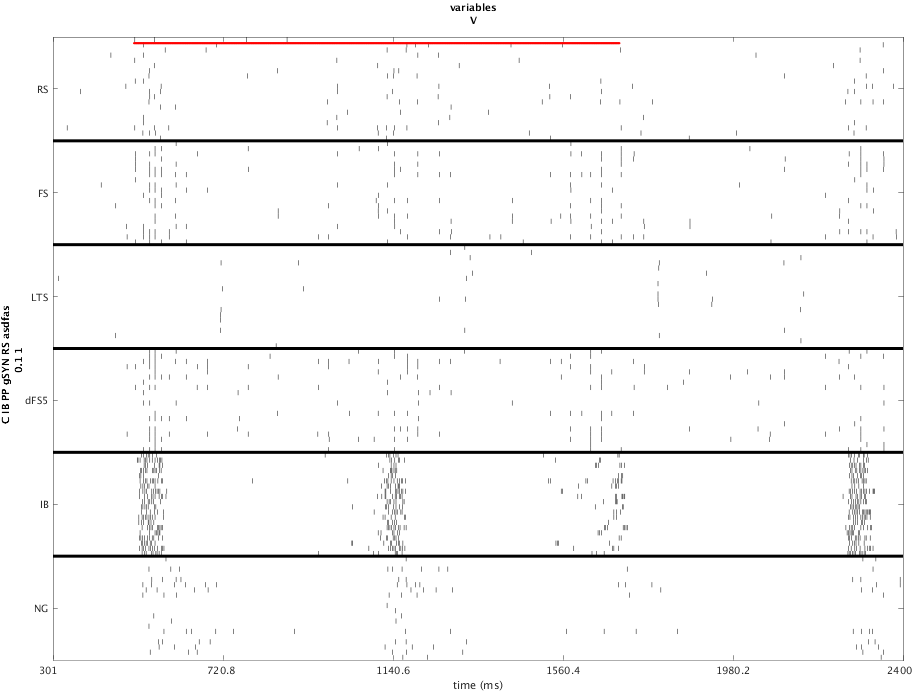 variables
V
C IB PP gSYN RS asdfas
0.1 1
RS
FS
LTS
dFS5
IB
NG
301
720.8
1140.6
1560.4
1980.2
2400
time (ms)